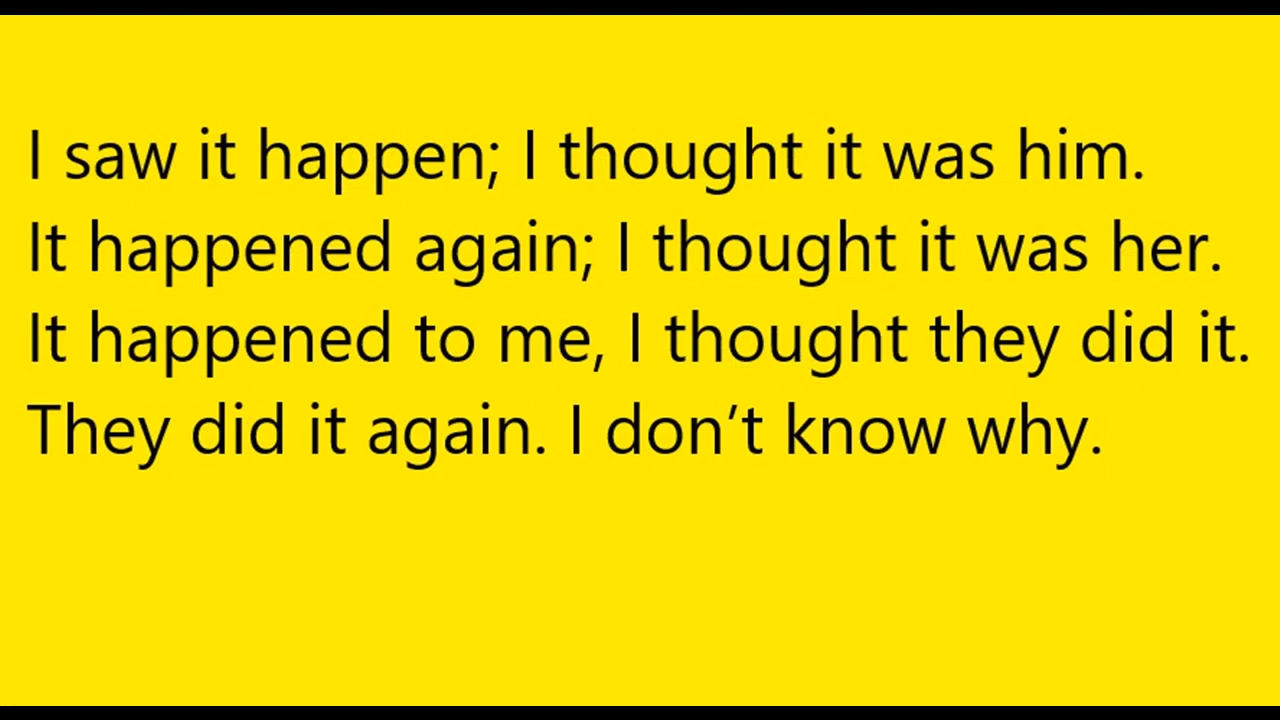 I saw it happen; I thought it was him.
It happened again; I thought it was her.
It happened to me, I thought they did it.
They did it again. I don’t know why.